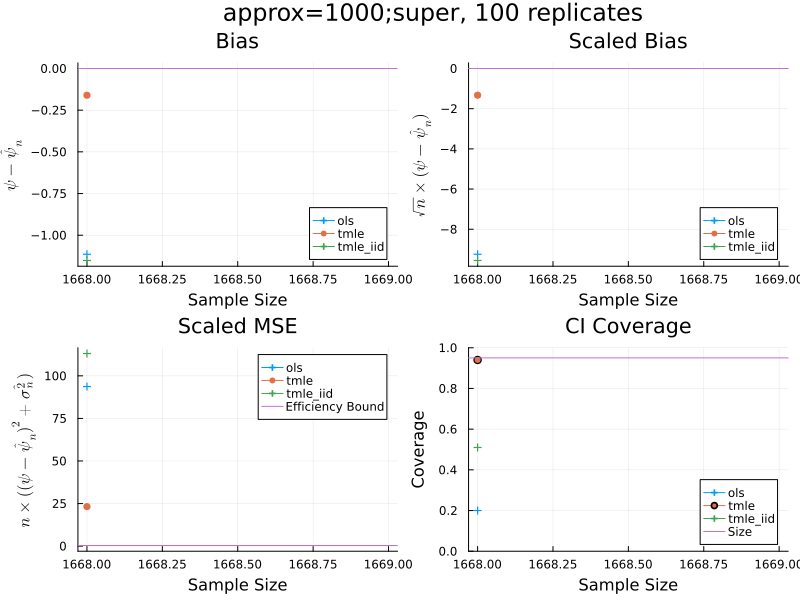 approx=1000;super, 100 replicates
Bias
0.00
−0.25
−0.50
−0.75
−1.00
ψ − ψ̂ₙ
ols
tmle
tmle_iid
1668.00 1668.25 1668.50 1668.75 1669.00
Sample Size
Scaled Bias
0
−2
−4
−6
−8
√n × (ψ − ψ̂ₙ)
ols
tmle
tmle_iid
1668.00 1668.25 1668.50 1668.75 1669.0
Sample Size
Scaled MSE
100
75
50
25
0
n × ((ψ − ψ̂ₙ)² + σ̂ₙ²)
ols
tmle
tmle_iid
Efficiency Bound
1668.00 1668.25 1668.50 1668.75 1669.00
Sample Size
CI Coverage
1.0
0.8
0.6
0.4
0.2
0.0
Coverage
ols
tmle
tmle_iid
Size
1668.00 1668.25 1668.50 1668.75 1669.0
Sample Size